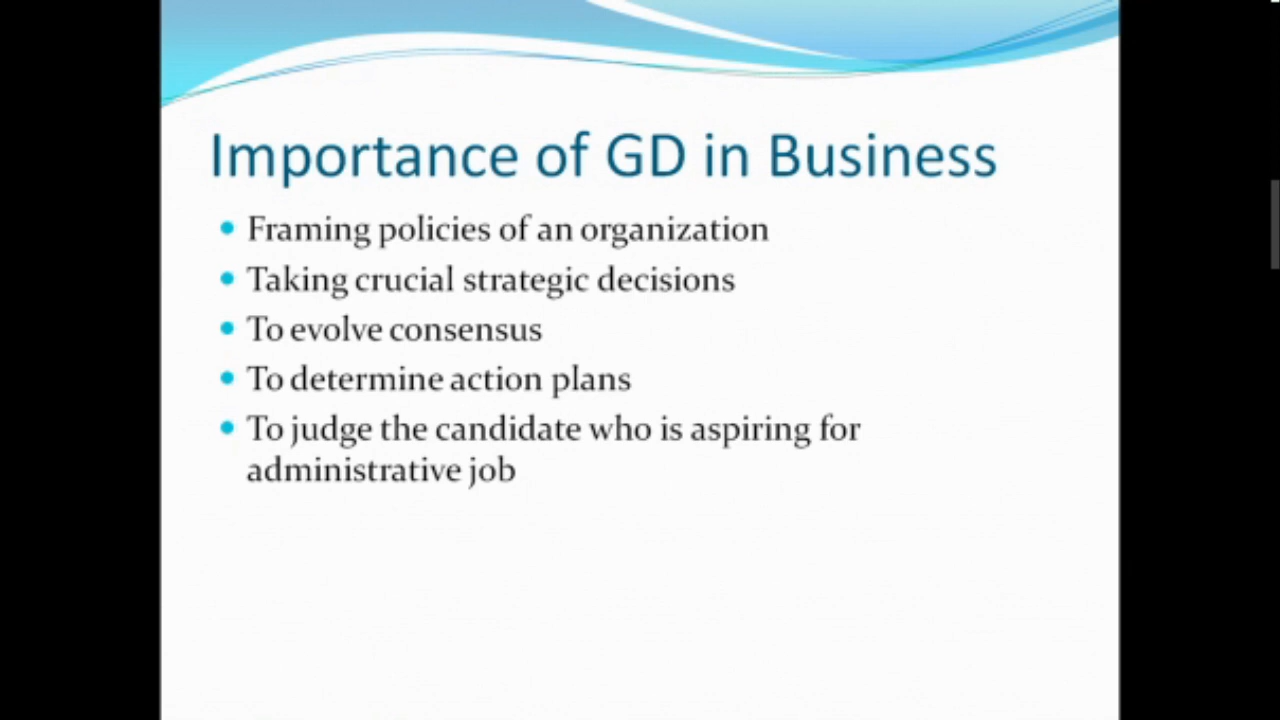 Importance of GD in Business
• Framing policies of an organization
• Taking crucial strategic decisions
• To evolve consensus
• To determine action plans
• To judge the candidate who is aspiring for
administrative job